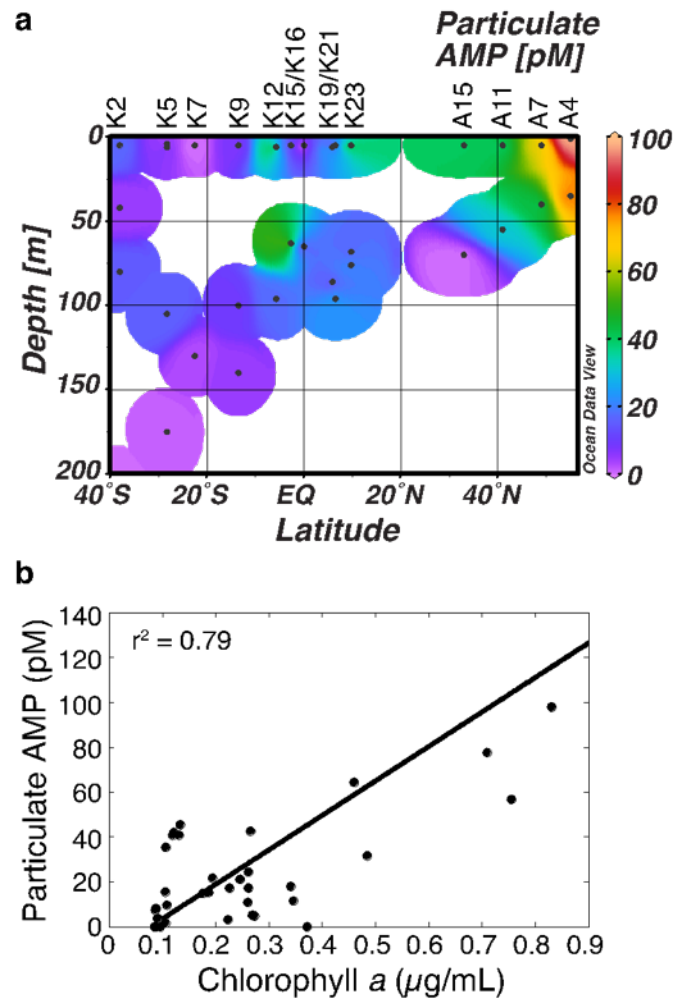 a
Particulate
AMP [pM]
K2
K5
K7
K9
K12
K15/K16
K19/K21
K23
A15
A11
A7
A4
0
50
100
150
200
Depth [m]
40°S
20°S
EQ
20°N
40°N
Latitude
100
80
60
40
20
0
Ocean Data View
b
r² = 0.79
140
120
100
80
60
40
20
0
Particulate AMP (pM)
0 0.1 0.2 0.3 0.4 0.5 0.6 0.7 0.8 0.9
Chlorophyll a (µg/mL)